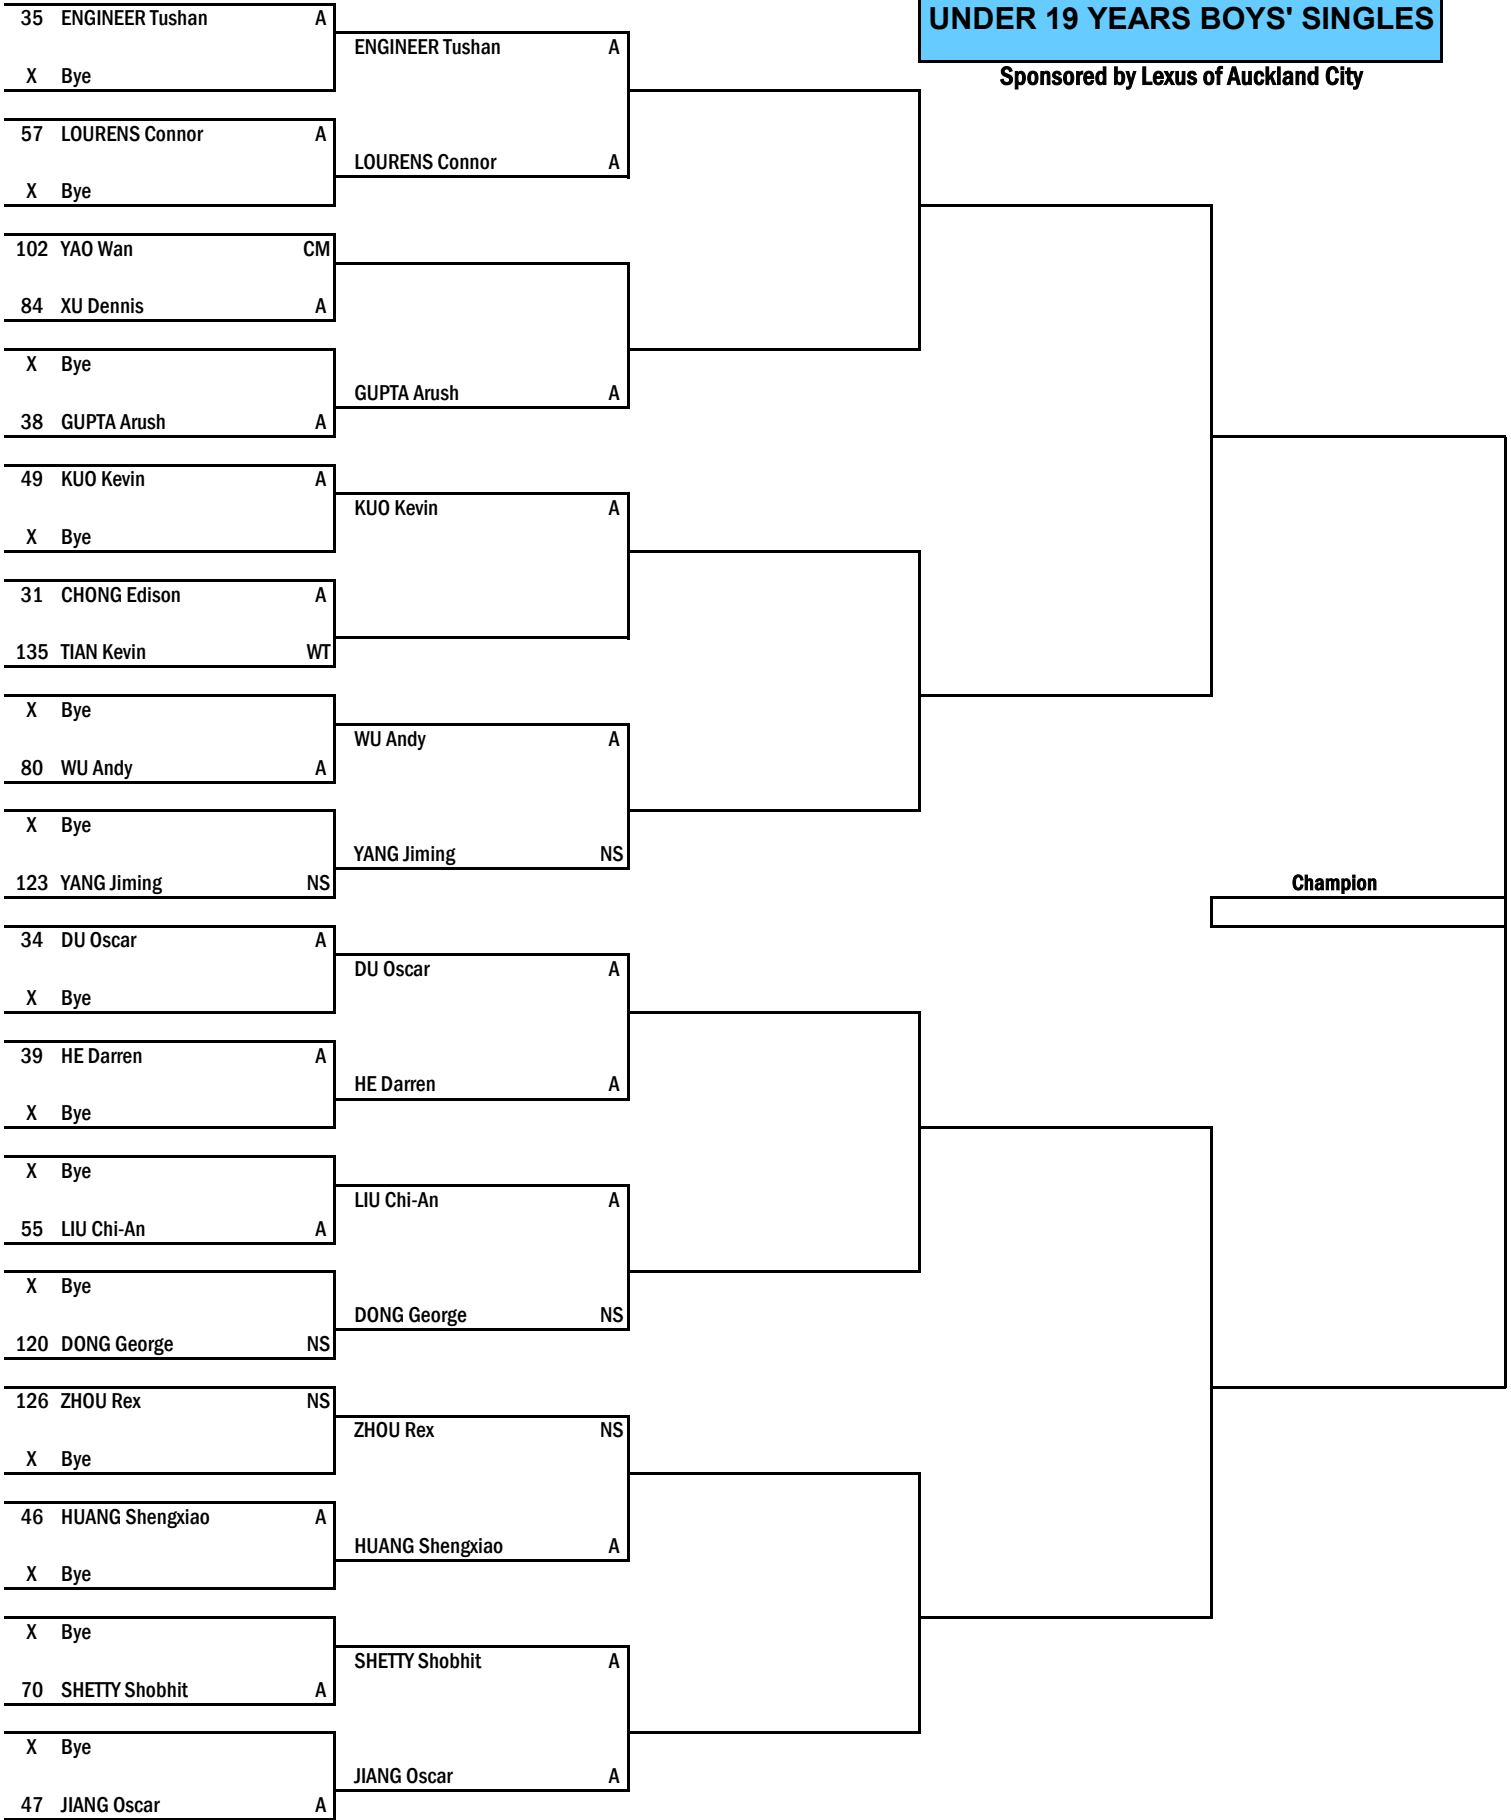 UNDER 19 YEARS BOYS' SINGLES
Sponsored by Lexus of Auckland City
35 ENGINEER Tushan A
ENGINEER Tushan A
X Bye
57 LOURENS Connor A
LOURENS Connor A
X Bye
102 YAO Wan CM
84 XU Dennis A
X Bye
GUPTA Arush A
38 GUPTA Arush A
49 KUO Kevin A
KUO Kevin A
X Bye
31 CHONG Edison A
135 TIAN Kevin WT
X Bye
WU Andy A
80 WU Andy A
X Bye
YANG Jiming NS
123 YANG Jiming NS
Champion
34 DU Oscar A
DU Oscar A
X Bye
39 HE Darren A
HE Darren A
X Bye
X Bye
LIU Chi-An A
55 LIU Chi-An A
X Bye
DONG George NS
120 DONG George NS
126 ZHOU Rex NS
ZHOU Rex NS
X Bye
46 HUANG Shengxiao A
HUANG Shengxiao A
X Bye
X Bye
SHETTY Shobhit A
70 SHETTY Shobhit A
X Bye
JIANG Oscar A
47 JIANG Oscar A